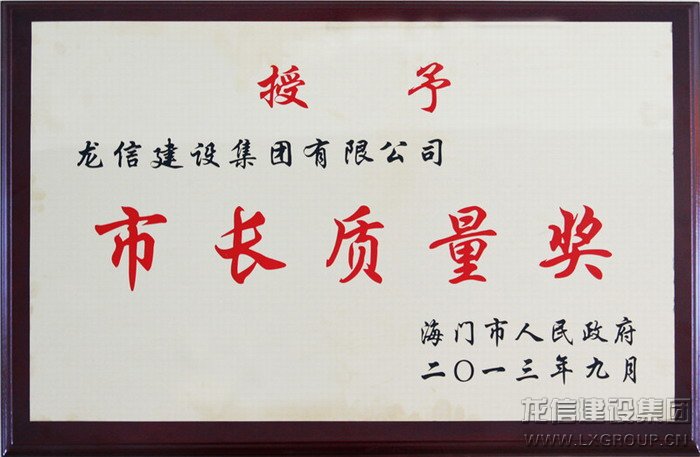 授予
龙信建设集团有限公司
市长质量奖
海门市人民政府
二〇一三年九月
龙信建设集团
WWW.LXGROUP.CN